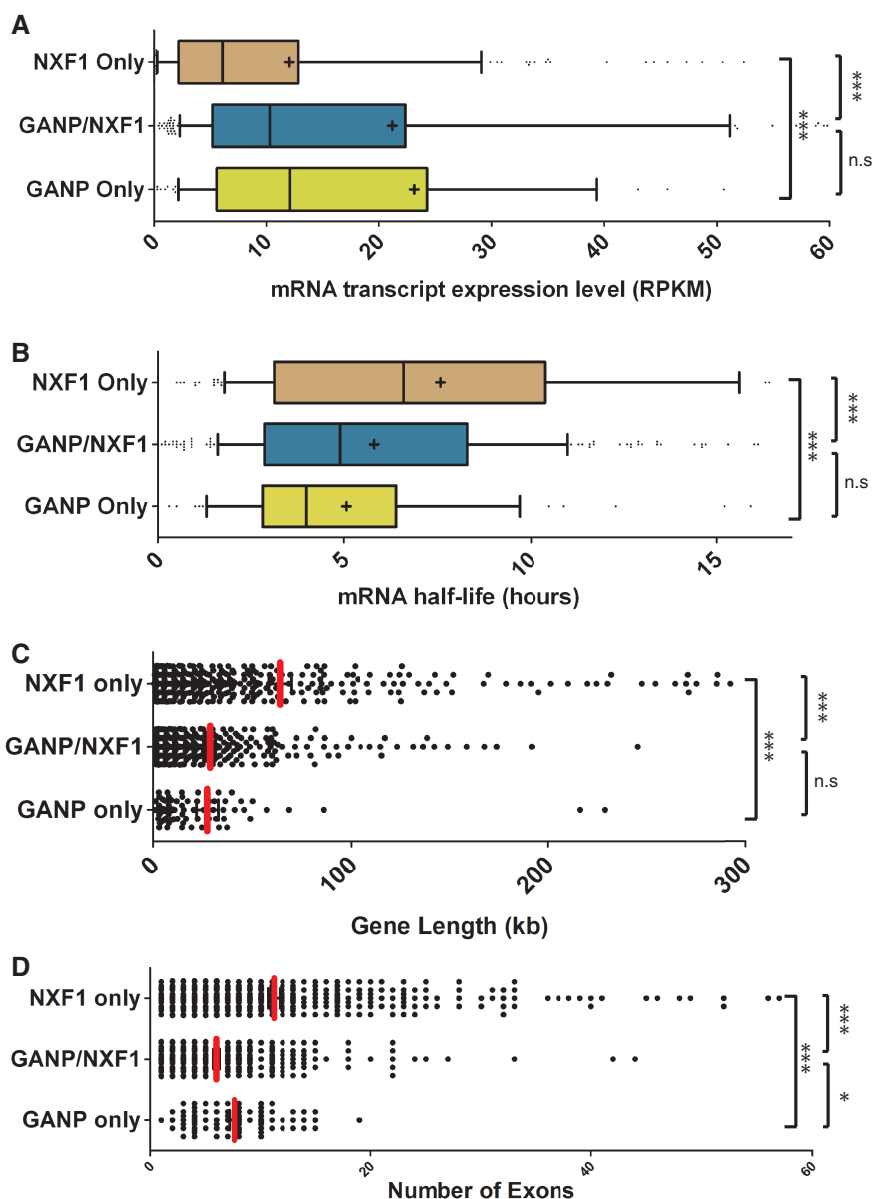 A
NXF1 Only
GANP/NXF1
GANP Only
***
***
n.s
0 10 20 30 40 50 60
mRNA transcript expression level (RPKM)
B
NXF1 Only
GANP/NXF1
GANP Only
***
***
n.s
0 5 10 15
mRNA half-life (hours)
C
NXF1 only
GANP/NXF1
GANP only
***
***
n.s
0 100 200 300
Gene Length (kb)
D
NXF1 only
GANP/NXF1
GANP only
***
***
*
0 20 40 60
Number of Exons